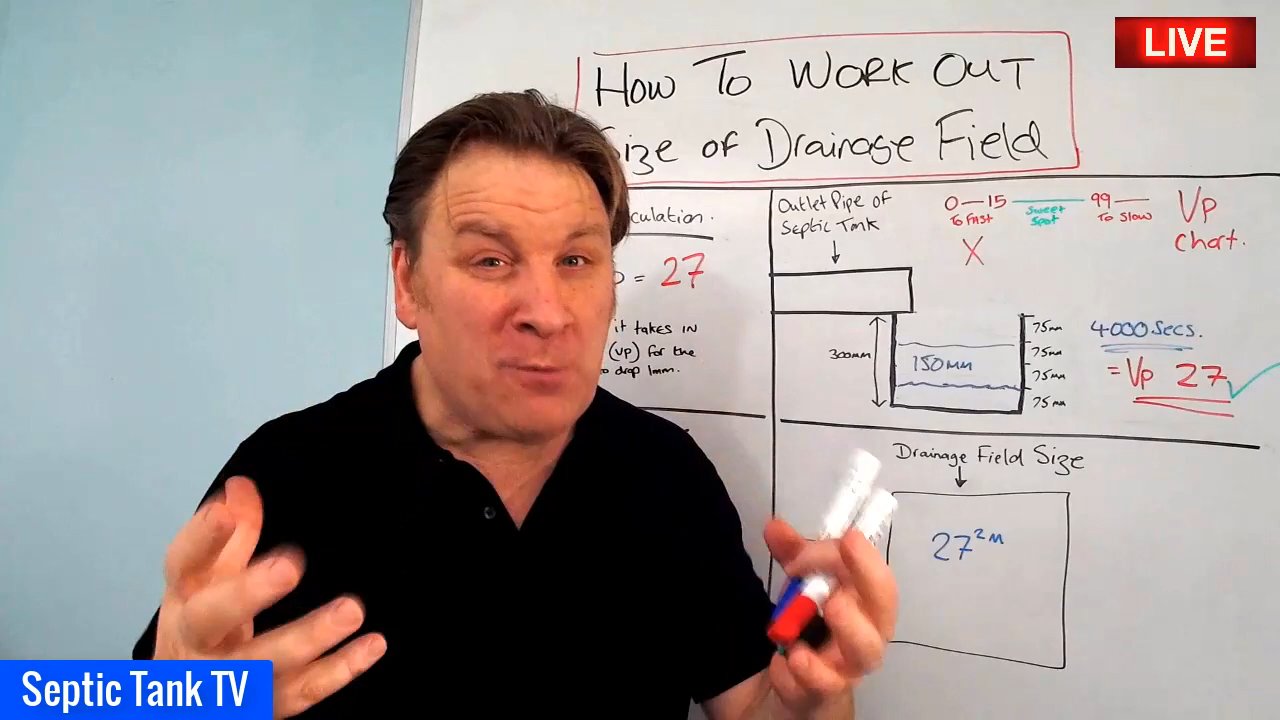 LIVE
How To WORK OUT
Size of Drainage Field
culation.
= 27
it takes IN
(Vp) for the
drop 1mm.
Outlet Pipe of
Septic Tank
0—15
To Fast
X
Sweet
Spot
99—
To Slow
Vp
chart.
300mm
150mm
75mm
75mm
75mm
75mm
4000 Secs.
= Vp 27
Drainage Field Size
27²ᴹ
Septic Tank TV